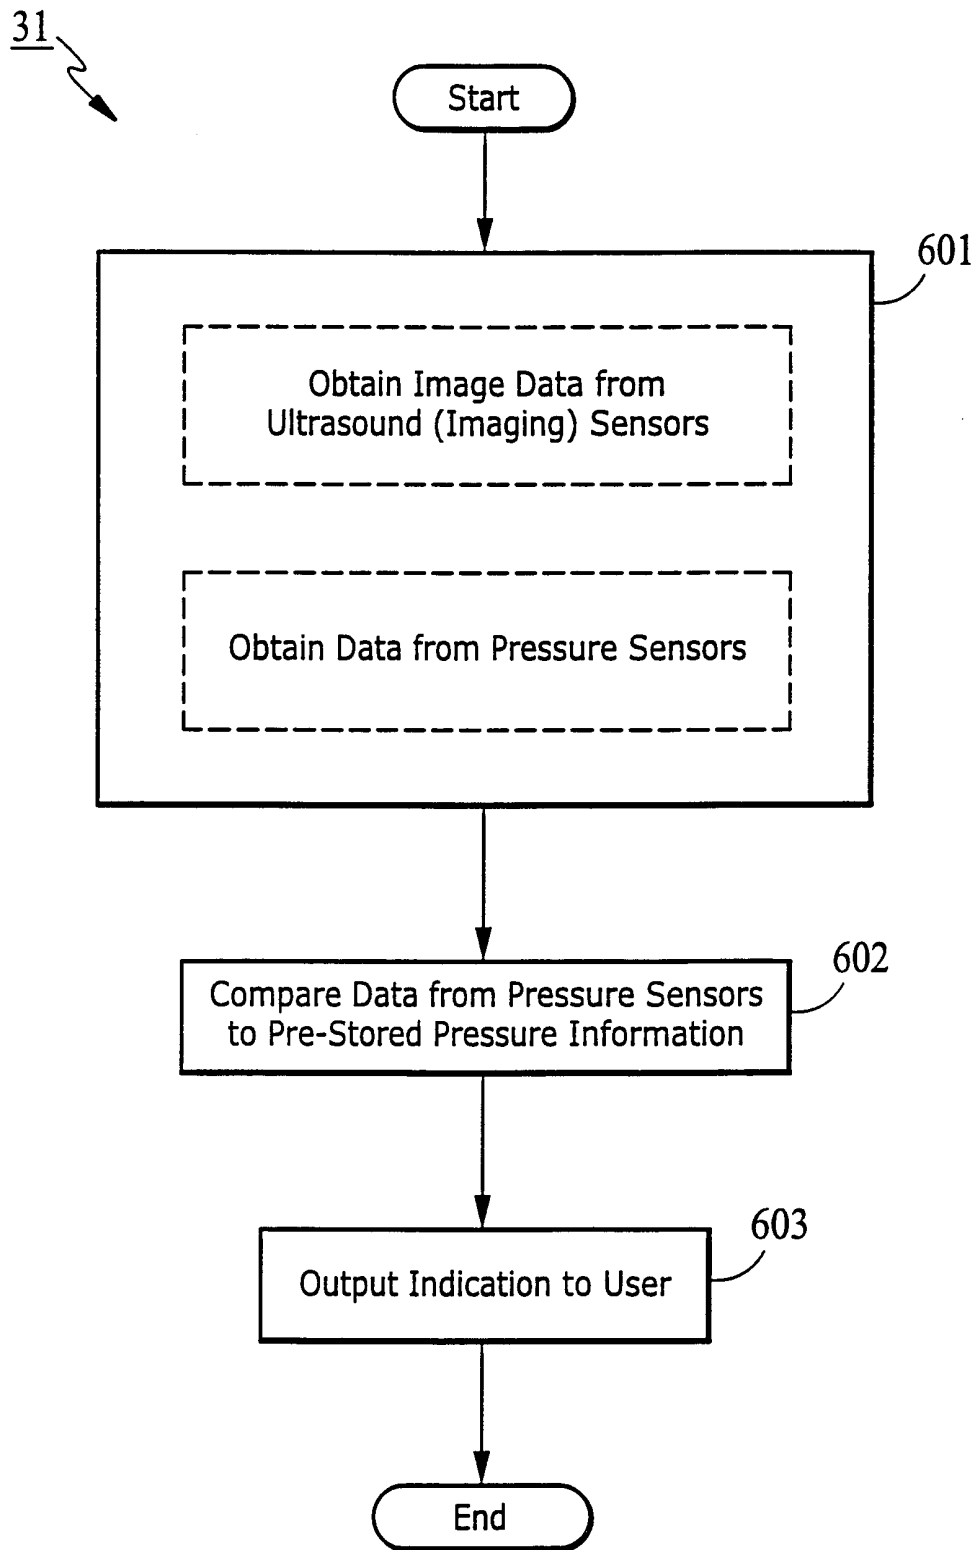 31
Start
601
Obtain Image Data from
Ultrasound (Imaging) Sensors
Obtain Data from Pressure Sensors
602
Compare Data from Pressure Sensors
to Pre-Stored Pressure Information
603
Output Indication to User
End